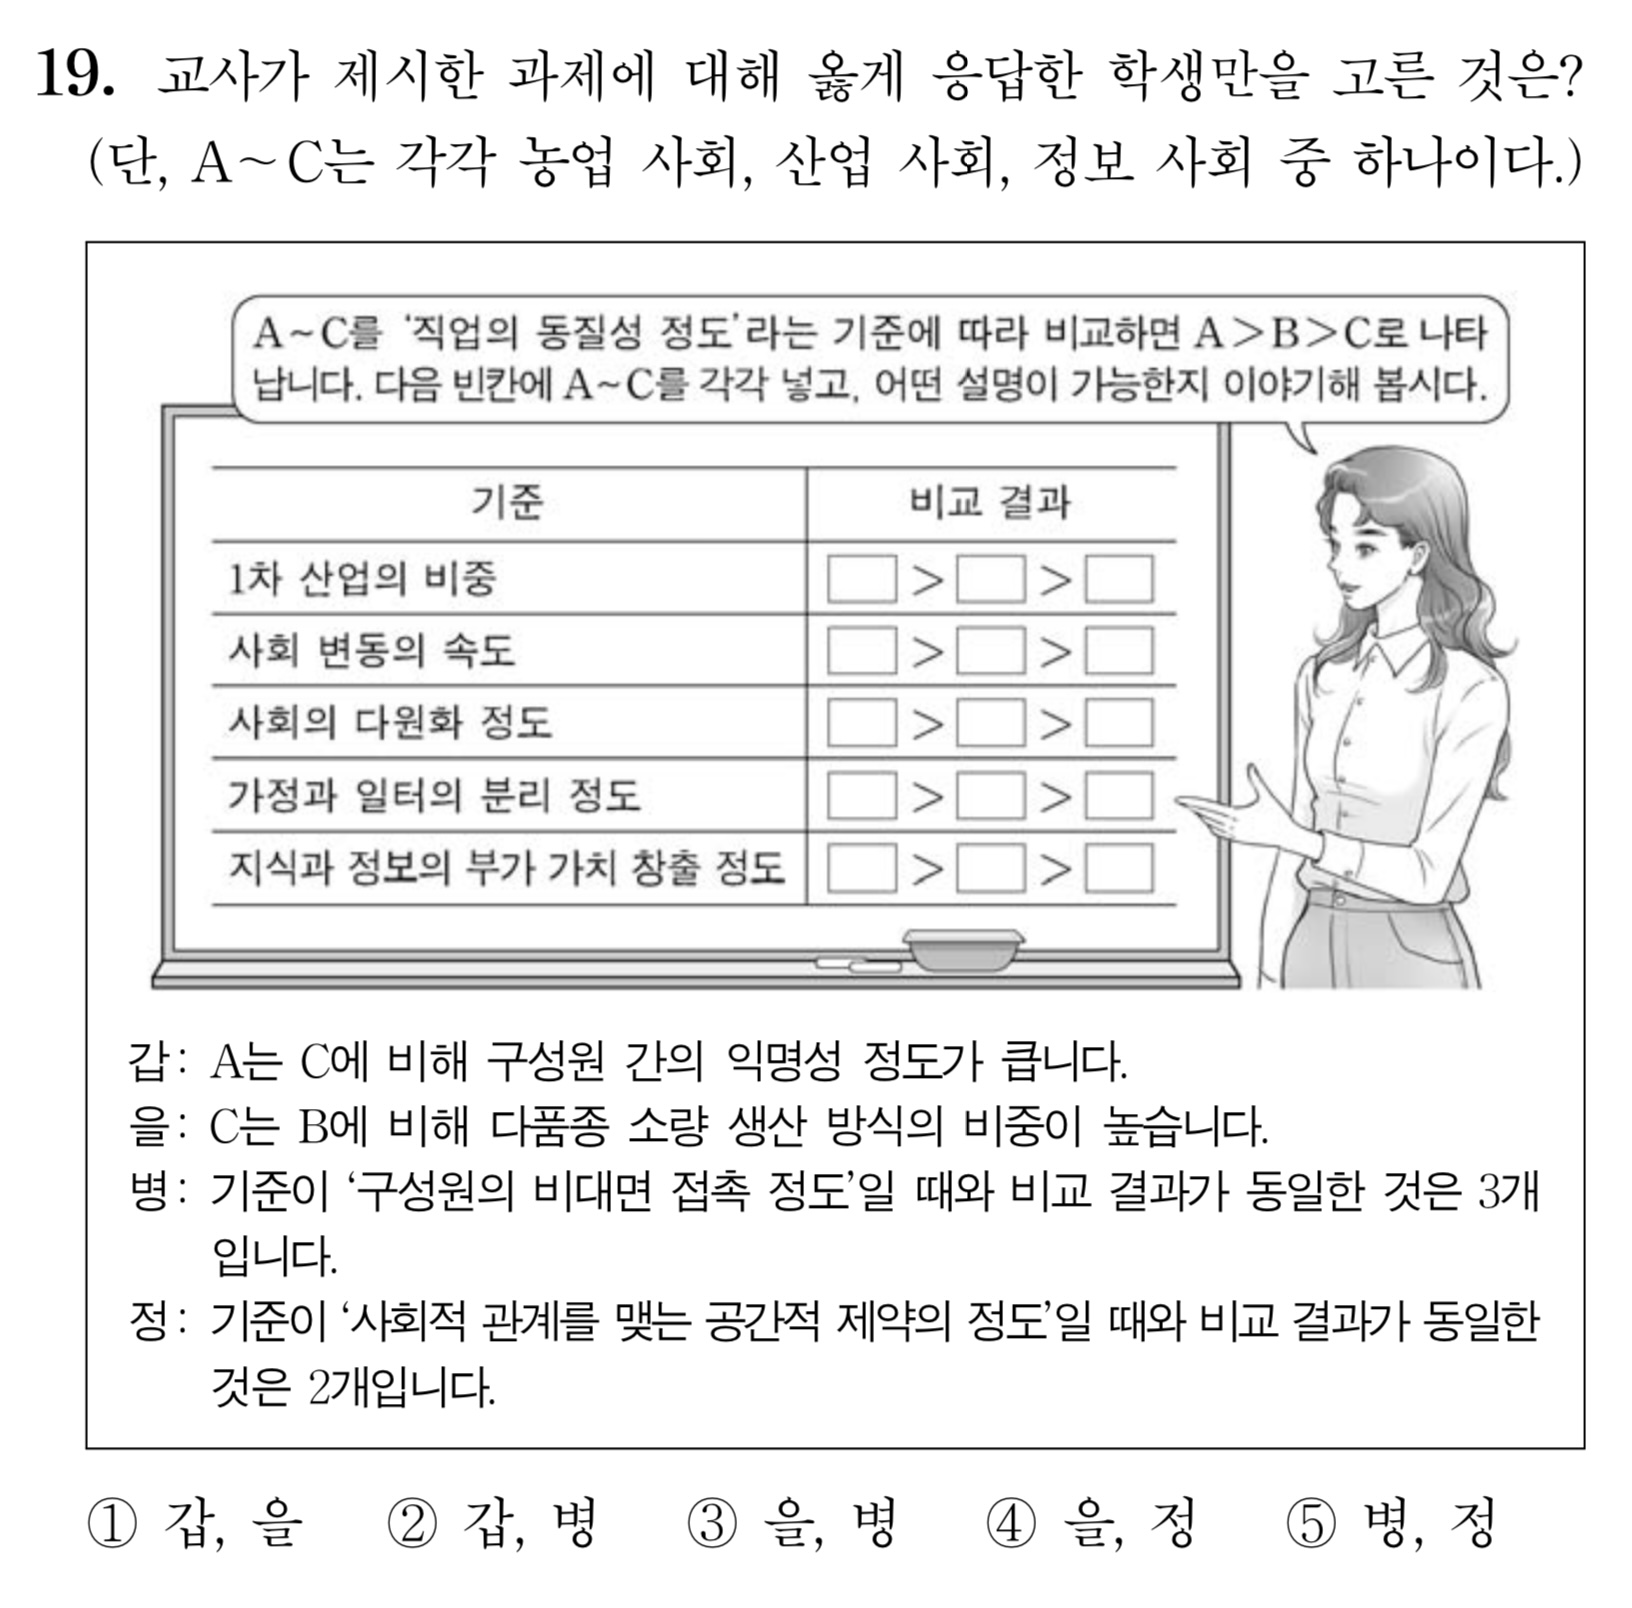 19. 교사가 제시한 과제에 대해 옳게 응답한 학생만을 고른 것은?
(단, A~C는 각각 농업 사회, 산업 사회, 정보 사회 중 하나이다.)
A~C를 '직업의 동질성 정도'라는 기준에 따라 비교하면 A>B>C로 나타
납니다. 다음 빈칸에 A~C를 각각 넣고, 어떤 설명이 가능한지 이야기해 봅시다.
기준 비교 결과
1차 산업의 비중 □ > □ > □
사회 변동의 속도 □ > □ > □
사회의 다원화 정도 □ > □ > □
가정과 일터의 분리 정도 □ > □ > □
지식과 정보의 부가 가치 창출 정도 □ > □ > □
갑: A는 C에 비해 구성원 간의 익명성 정도가 큽니다.
을: C는 B에 비해 다품종 소량 생산 방식의 비중이 높습니다.
병: 기준이 '구성원의 비대면 접촉 정도'일 때와 비교 결과가 동일한 것은 3개
입니다.
정: 기준이 '사회적 관계를 맺는 공간적 제약의 정도'일 때와 비교 결과가 동일한
것은 2개입니다.
① 갑, 을 ② 갑, 병 ③ 을, 병 ④ 을, 정 ⑤ 병, 정